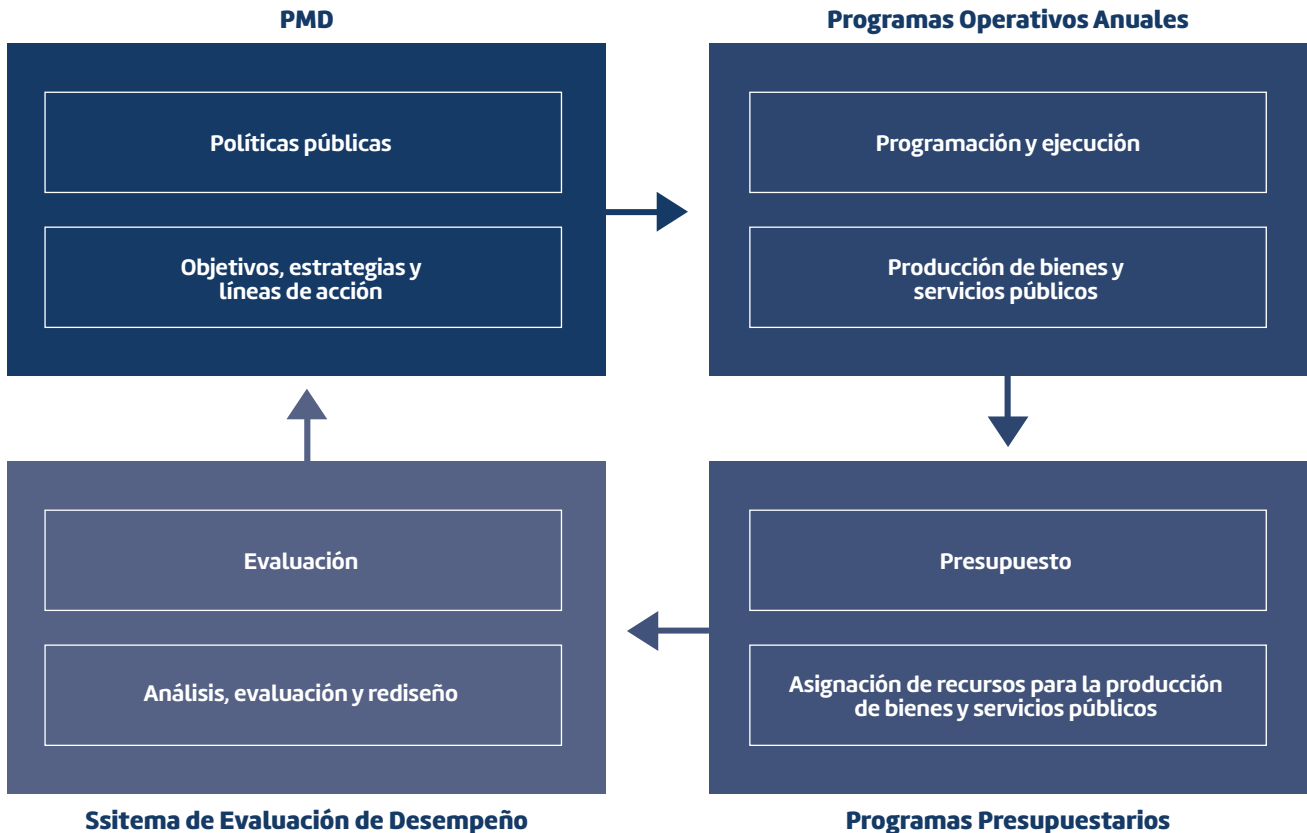 PMD
Políticas públicas
Objetivos, estrategias y
líneas de acción
Programas Operativos Anuales
Programación y ejecución
Producción de bienes y
servicios públicos
Evaluación
Análisis, evaluación y rediseño
Ssitema de Evaluación de Desempeño
Presupuesto
Asignación de recursos para la producción
de bienes y servicios públicos
Programas Presupuestarios